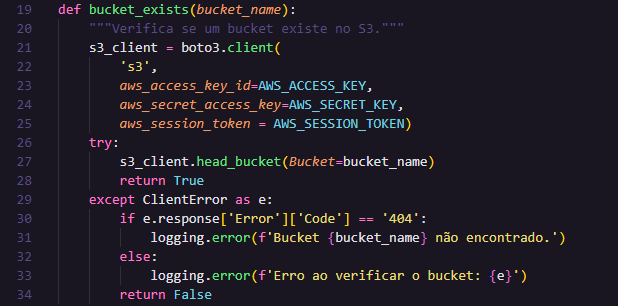 19 def bucket_exists(bucket_name):
20     """Verifica se um bucket existe no S3."""
21     s3_client = boto3.client(
22         's3',
23         aws_access_key_id=AWS_ACCESS_KEY,
24         aws_secret_access_key=AWS_SECRET_KEY,
25         aws_session_token = AWS_SESSION_TOKEN)
26     try:
27         s3_client.head_bucket(Bucket=bucket_name)
28         return True
29     except ClientError as e:
30         if e.response['Error']['Code'] == '404':
31             logging.error(f'Bucket {bucket_name} não encontrado.')
32         else:
33             logging.error(f'Erro ao verificar o bucket: {e}')
34         return False